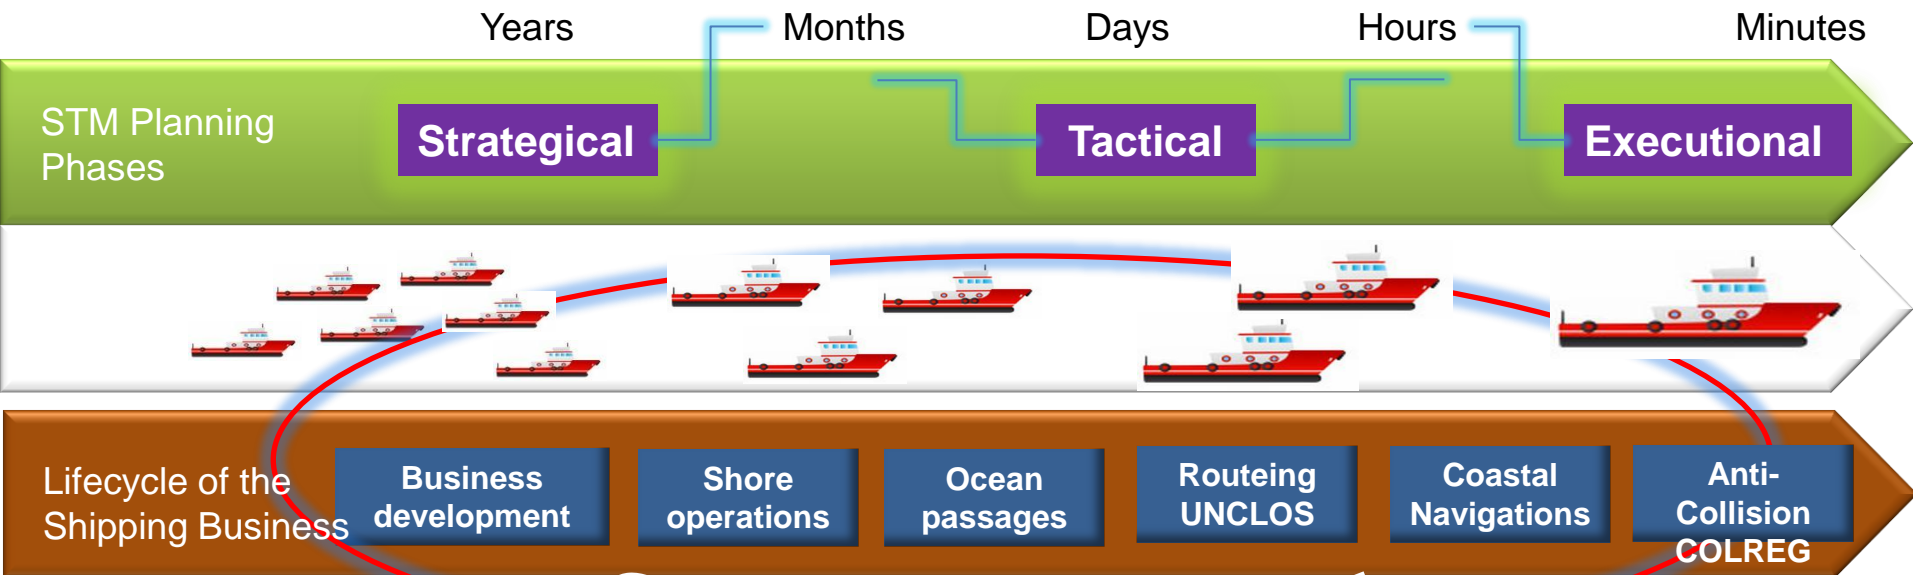 Years Months Days Hours Minutes
STM Planning
Phases
Strategical Tactical Executional
Lifecycle of the
Shipping Business
Business
development
Shore
operations
Ocean
passages
Routeing
UNCLOS
Coastal
Navigations
Anti-
Collision
COLREG